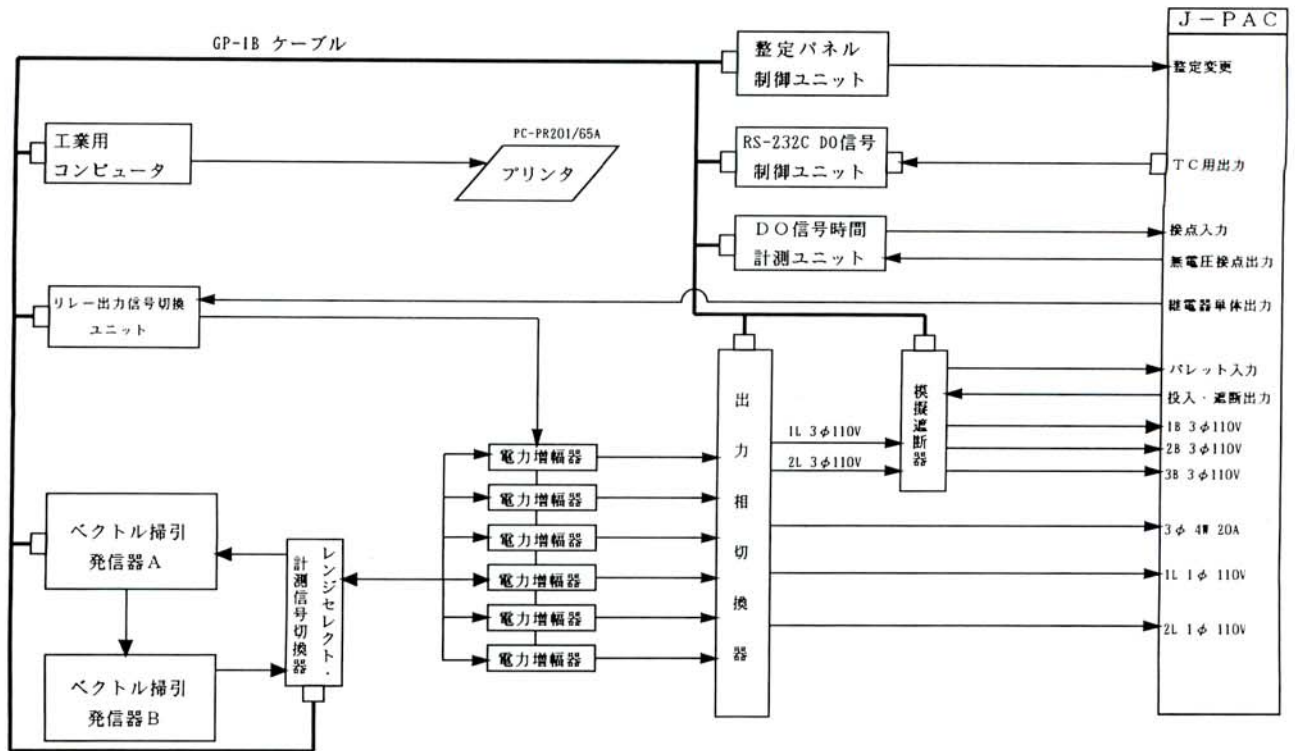 J－PAC
GP-IB ケーブル
整定パネル
制御ユニット
整定変更
工業用
コンピュータ
PC-PR201/65A
プリンタ
RS-232C DO信号
制御ユニット
TC用出力
DO信号時間
計測ユニット
接点入力
無電圧接点出力
リレー出力信号切換
ユニット
継電器単体出力
出力相切換器
模擬遮断器
パレット入力
投入・遮断出力
1L 3φ110V
2L 3φ110V
1B 3φ110V
2B 3φ110V
3B 3φ110V
電力増幅器
電力増幅器
電力増幅器
電力増幅器
電力増幅器
電力増幅器
3φ 4W 20A
1L 1φ 110V
2L 1φ 110V
ベクトル掃引
発信器A
レンジセレクト・
計測信号切換器
ベクトル掃引
発信器B